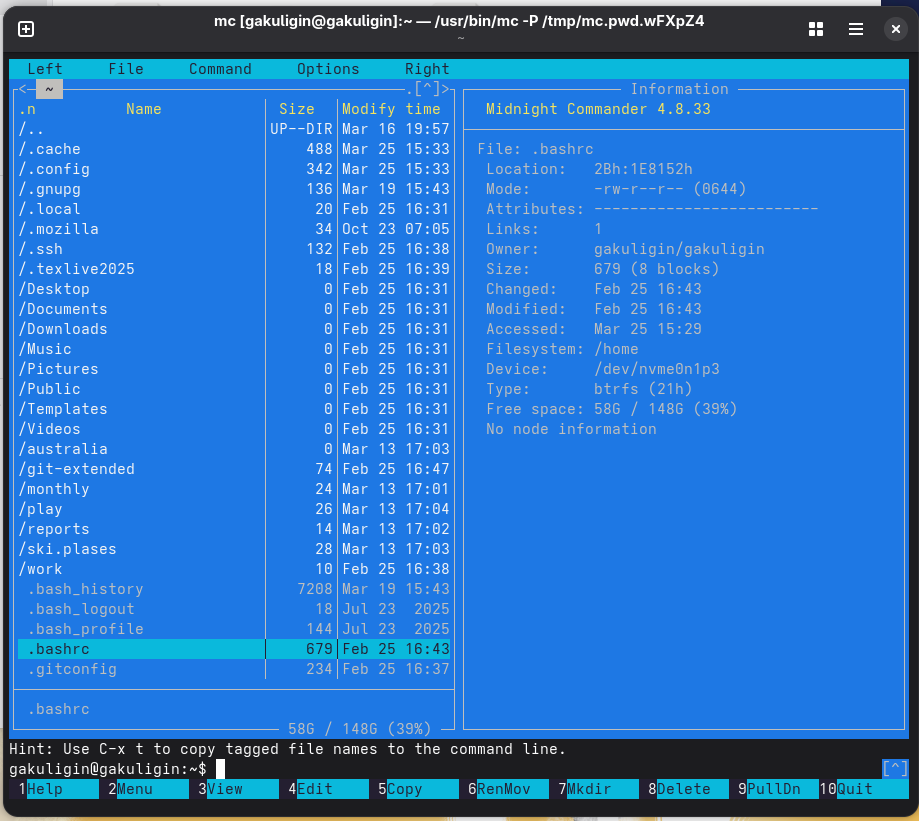 mc [gakuligin@gakuligin]:~ — /usr/bin/mc -P /tmp/mc.pwd.wFXpZ4
~
Left File Command Options Right
<- ~ .[^]>
.n Name Size Modify time
/.. UP--DIR Mar 16 19:57
/.cache 488 Mar 25 15:33
/.config 342 Mar 25 15:33
/.gnupg 136 Mar 19 15:43
/.local 20 Feb 25 16:31
/.mozilla 34 Oct 23 07:05
/.ssh 132 Feb 25 16:38
/.texlive2025 18 Feb 25 16:39
/Desktop 0 Feb 25 16:31
/Documents 0 Feb 25 16:31
/Downloads 0 Feb 25 16:31
/Music 0 Feb 25 16:31
/Pictures 0 Feb 25 16:31
/Public 0 Feb 25 16:31
/Templates 0 Feb 25 16:31
/Videos 0 Feb 25 16:31
/australia 0 Mar 13 17:03
/git-extended 74 Feb 25 16:47
/monthly 24 Mar 13 17:01
/play 26 Mar 13 17:04
/reports 14 Mar 13 17:02
/ski.plases 28 Mar 13 17:03
/work 10 Feb 25 16:38
.bash_history 7208 Mar 19 15:43
.bash_logout 18 Jul 23 2025
.bash_profile 144 Jul 23 2025
.bashrc 679 Feb 25 16:43
.gitconfig 234 Feb 25 16:37
.bashrc
58G / 148G (39%)
Information
Midnight Commander 4.8.33
File: .bashrc
Location: 2Bh:1E8152h
Mode: -rw-r--r-- (0644)
Attributes: -------------------------
Links: 1
Owner: gakuligin/gakuligin
Size: 679 (8 blocks)
Changed: Feb 25 16:43
Modified: Feb 25 16:43
Accessed: Mar 25 15:29
Filesystem: /home
Device: /dev/nvme0n1p3
Type: btrfs (21h)
Free space: 58G / 148G (39%)
No node information
Hint: Use C-x t to copy tagged file names to the command line.
gakuligin@gakuligin:~$ [^]
1Help 2Menu 3View 4Edit 5Copy 6RenMov 7Mkdir 8Delete 9PullDn 10Quit